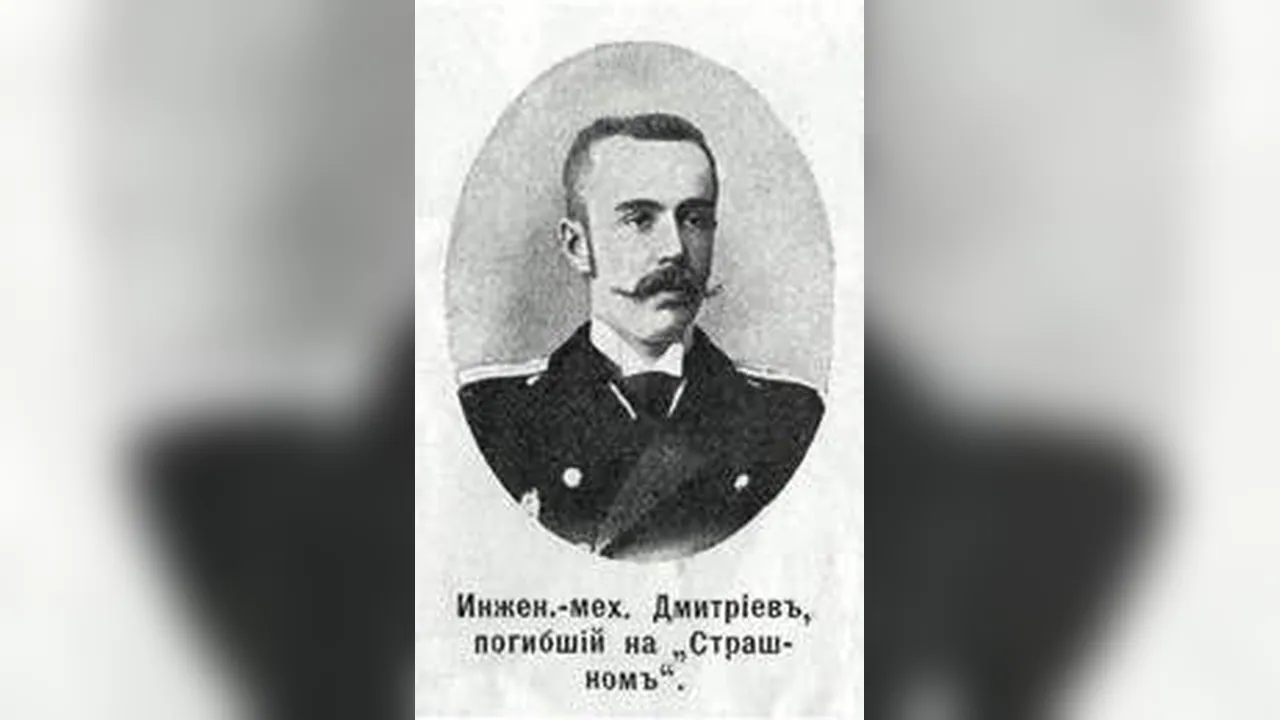 Инжен.-мех. Дмитріевъ,
погибшій на „Страш-
номъ“.